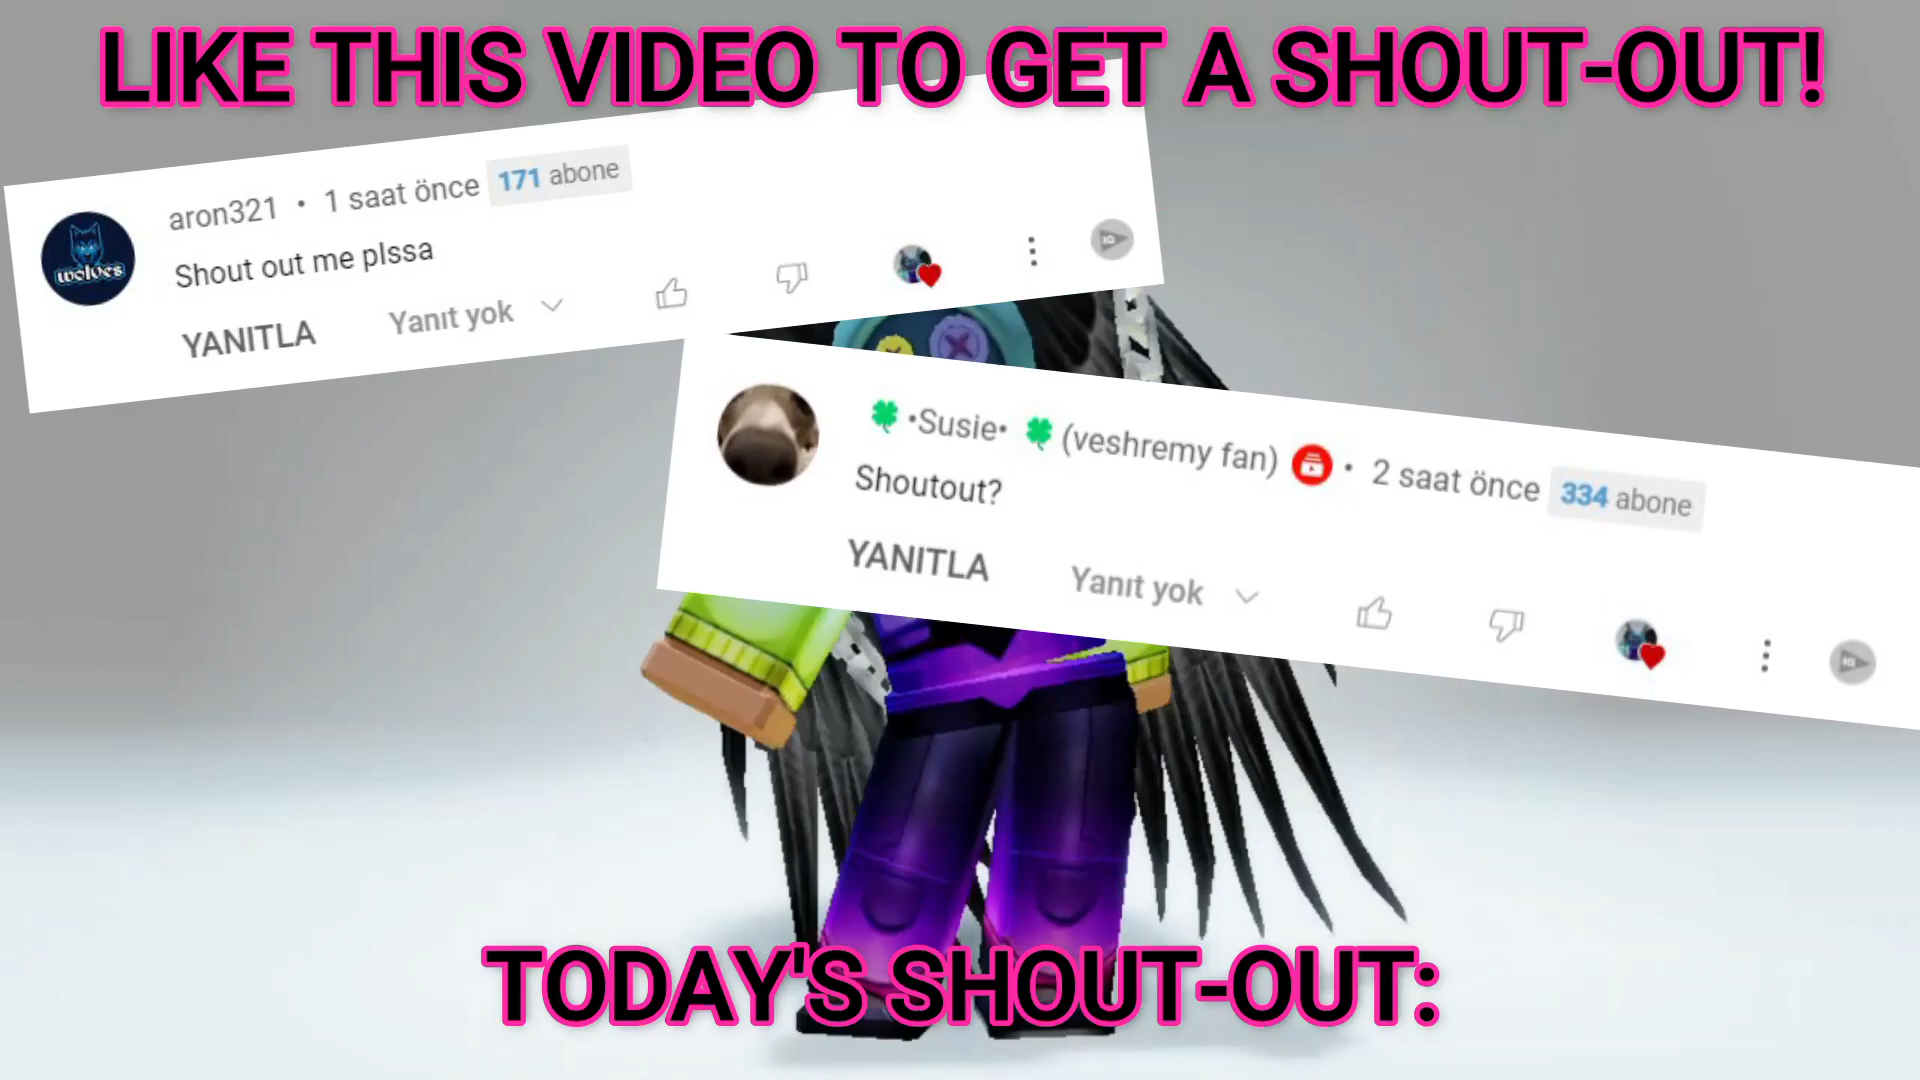 LIKE THIS VIDEO TO GET A SHOUT-OUT!
aron321 • 1 saat önce 171 abone
wolves
Shout out me plssa
YANITLA Yanıt yok
🍀 •Susie• 🍀 (veshremy fan) • 2 saat önce 334 abone
Shoutout?
YANITLA Yanıt yok
TODAY'S SHOUT-OUT: